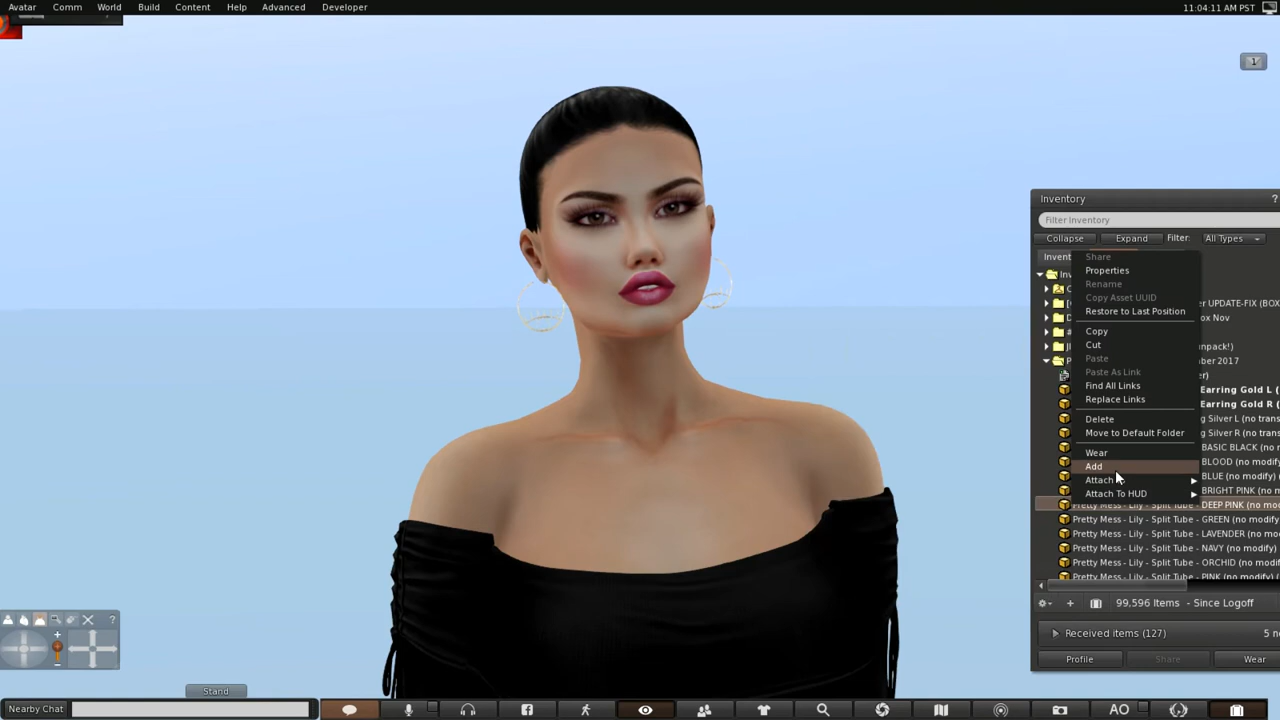 Avatar Comm World Build Content Help Advanced Developer 11:04:11 AM PST
1
Inventory ?
Filter Inventory
Collapse Expand Filter: All Types
Invent
Share
Properties
Rename
Copy Asset UUID
Restore to Last Position
Copy
Cut
Paste
Paste As Link
Find All Links
Replace Links
Delete
Move to Default Folder
Wear
Add
Attach
Attach To HUD
Inv
UPDATE-FIX (BOX
ox Nov
npack!)
ber 2017
Earring Gold L (
Earring Gold R (
g Silver L (no trans
g Silver R (no trans
BASIC BLACK (no
BLOOD (no modify
BLUE (no modify)
BRIGHT PINK (no m
Pretty Mess - Lily - Split Tube - DEEP PINK (no mo
Pretty Mess - Lily - Split Tube - GREEN (no modify
Pretty Mess - Lily - Split Tube - LAVENDER (no mo
Pretty Mess - Lily - Split Tube - NAVY (no modify)
Pretty Mess - Lily - Split Tube - ORCHID (no modif
Pretty Mess - Lily - Split Tube - PINK (no modify)
99,596 Items - Since Logoff
Received items (127) 5 n
Profile Share Wear
?
Stand
Nearby Chat AO